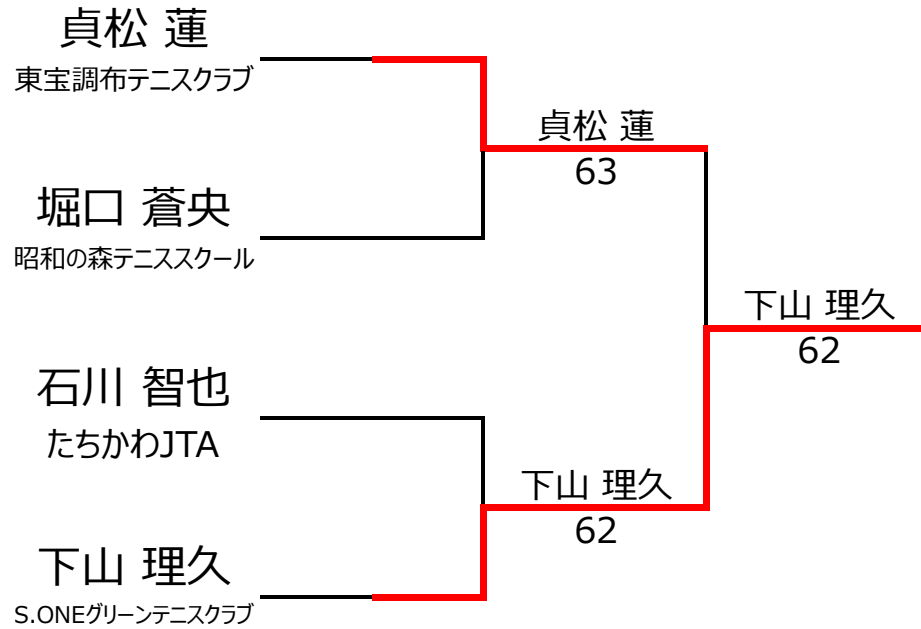 貞松 蓮
東宝調布テニスクラブ
貞松 蓮
63
堀口 蒼央
昭和の森テニススクール
下山 理久
62
石川 智也
たちかわJTA
下山 理久
62
下山 理久
S.ONEグリーンテニスクラブ